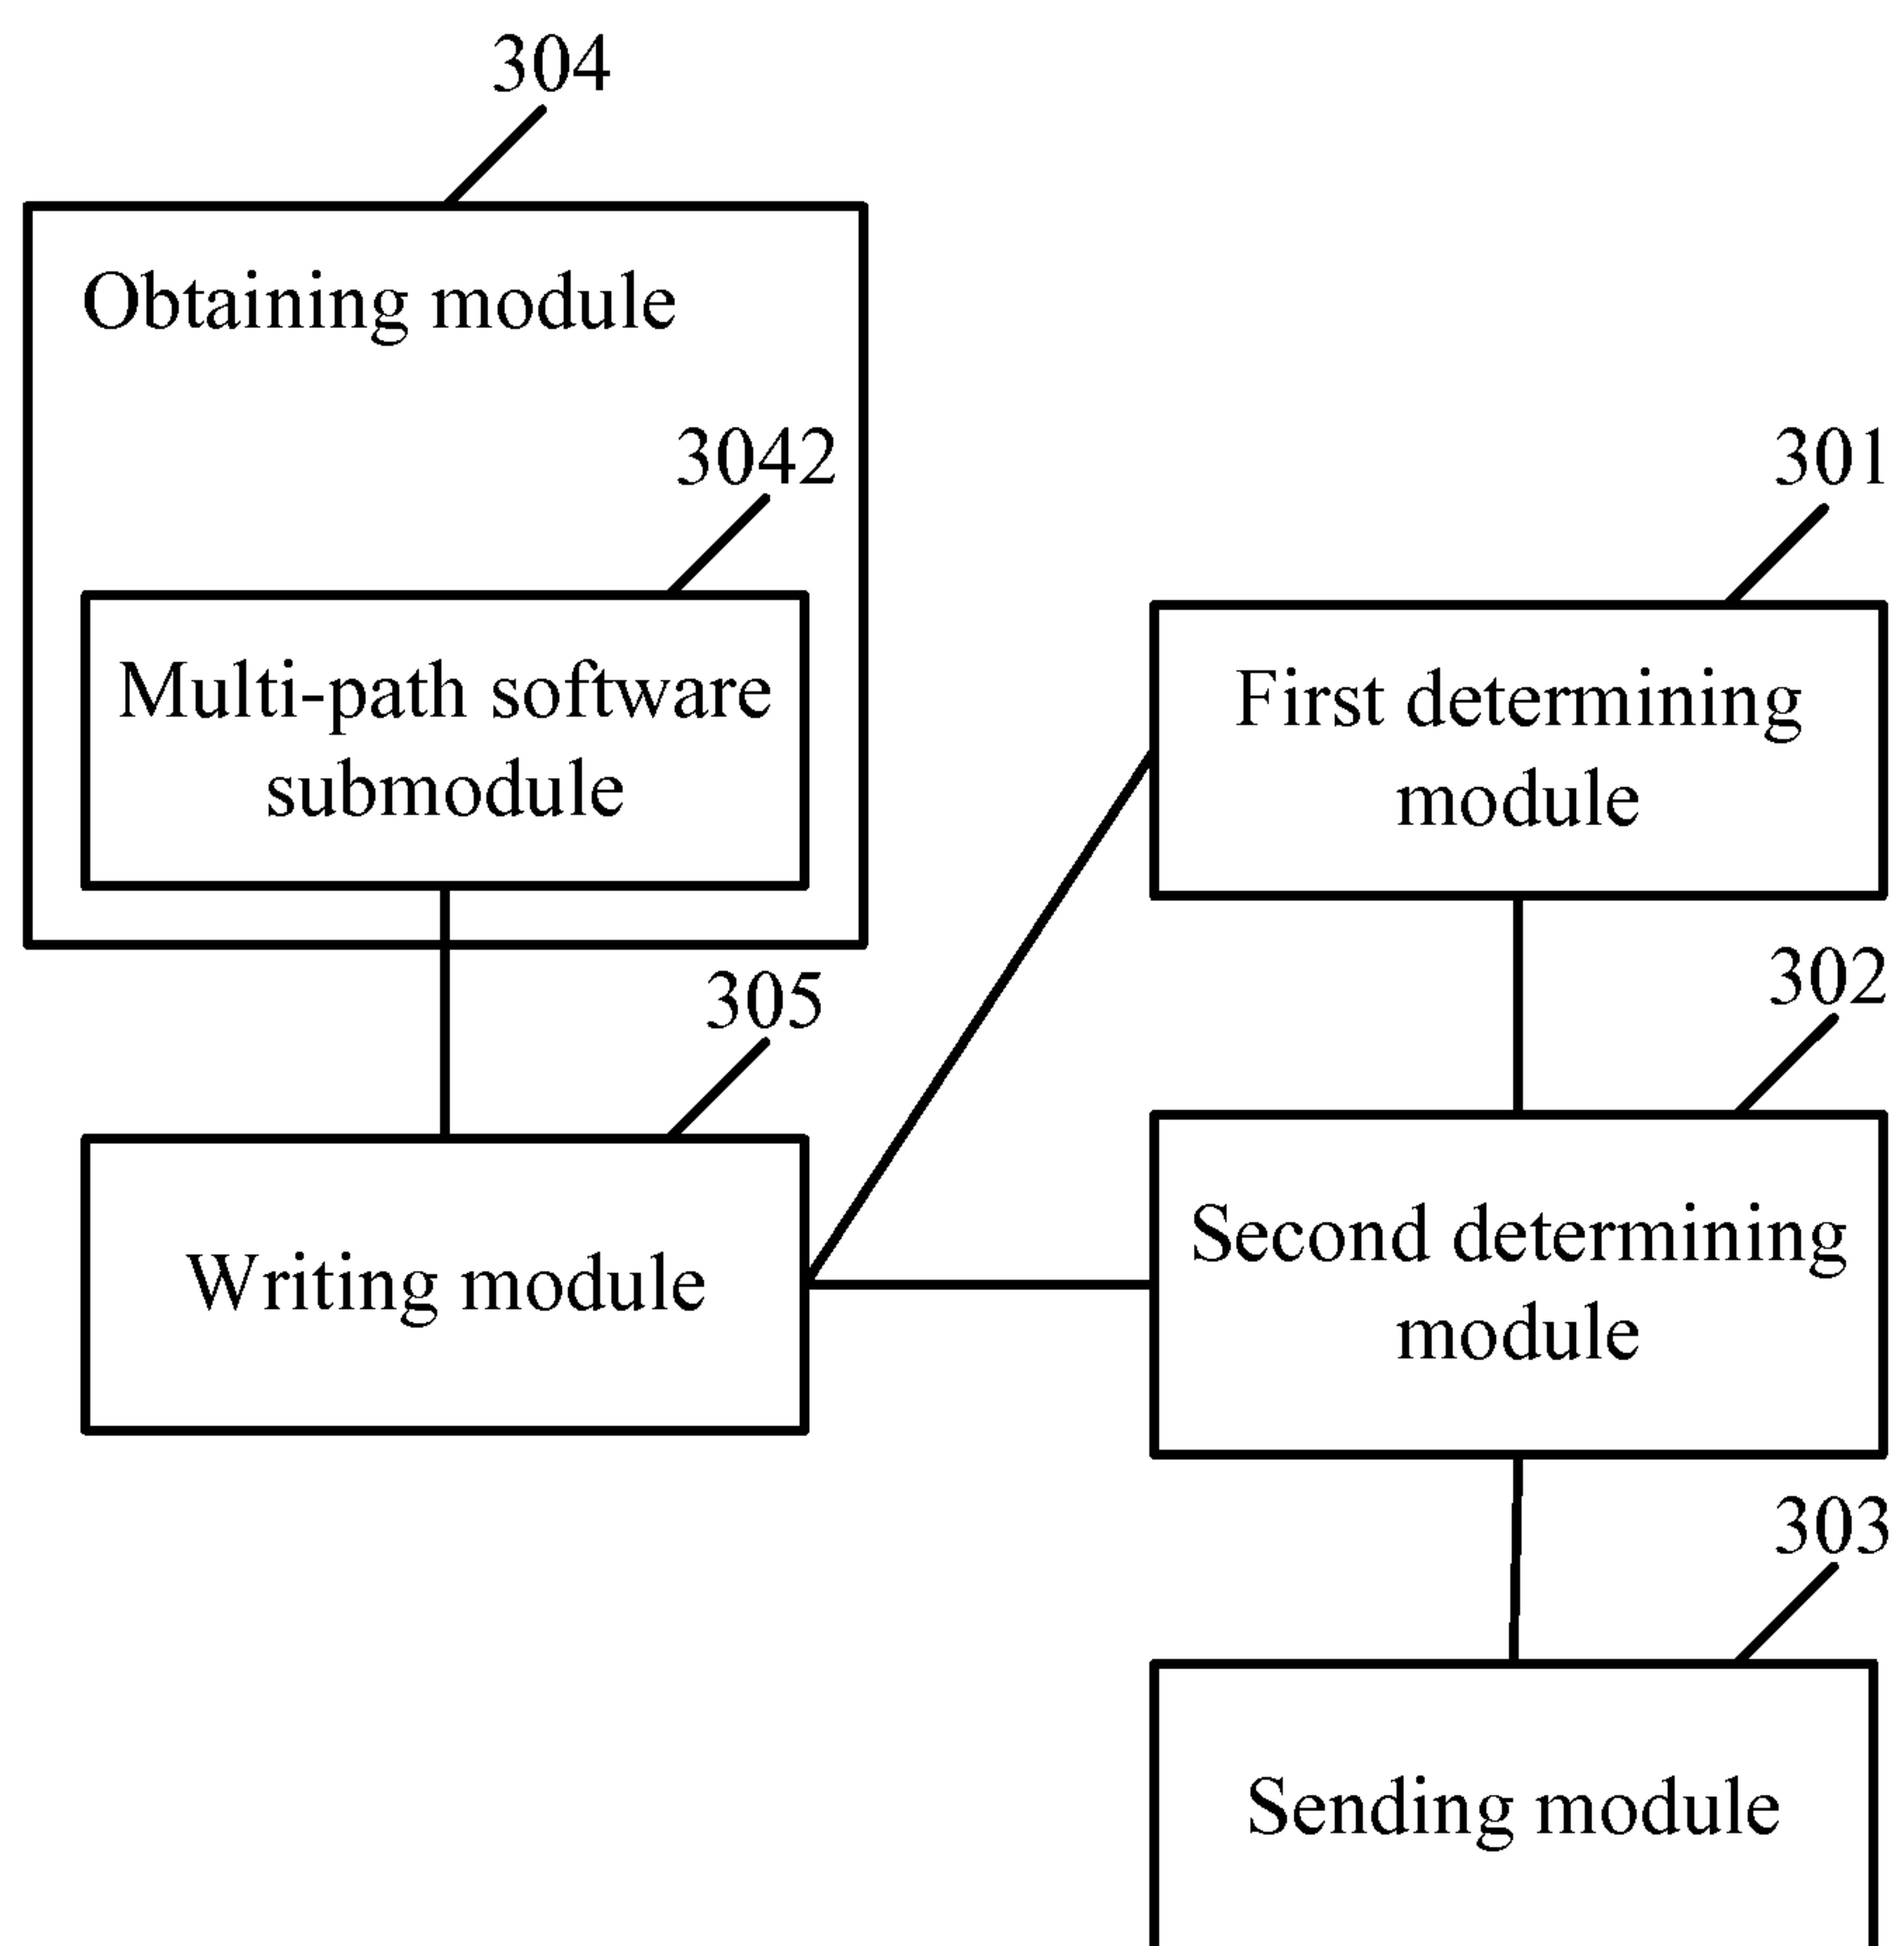 304
Obtaining module
3042
Multi-path software
submodule
301
First determining
module
305
Writing module
302
Second determining
module
303
Sending module